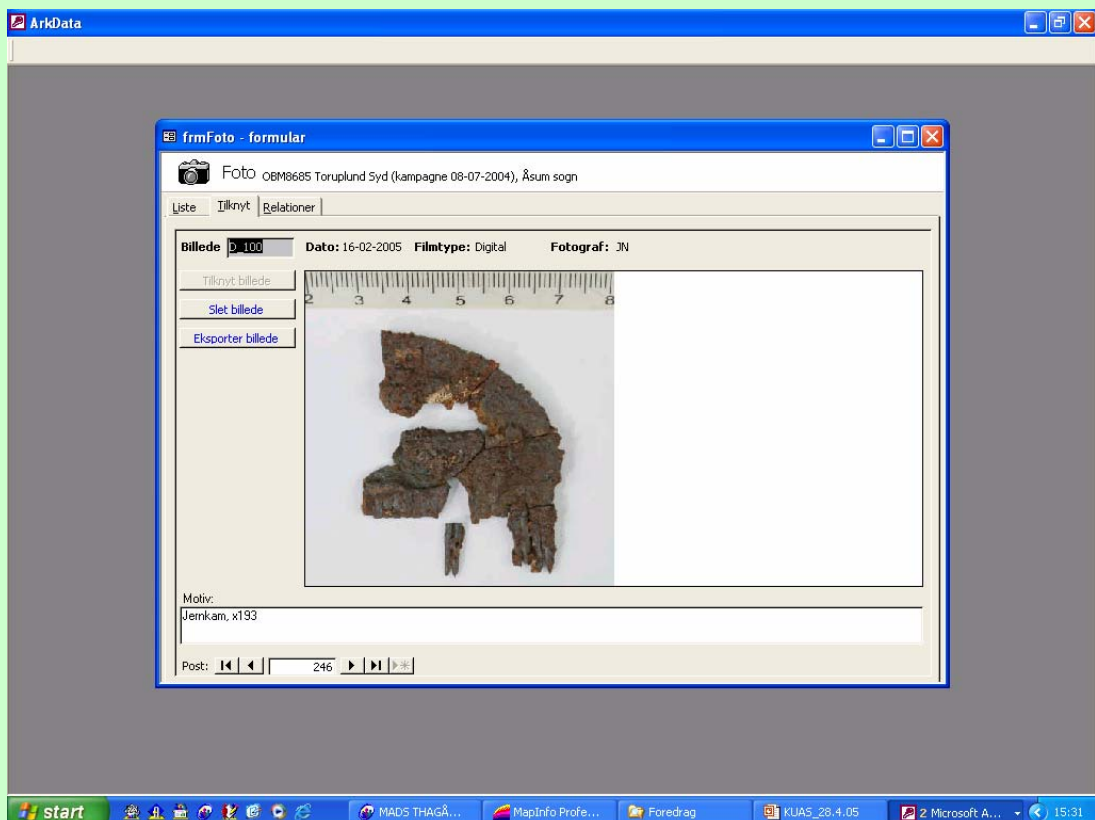 ArkData
frmFoto - formular
Foto OBM8685 Toruplund Syd (kampagne 08-07-2004), Åsum sogn
Liste Tilknyt Relationer
Billede D_100 Dato: 16-02-2005 Filmtype: Digital Fotograf: JN
Tilknyt billede
Slet billede
Eksporter billede
2 3 4 5 6 7 8
Motiv:
Jernkam, x193
Post: 246
start MADS THAGÅ... MapInfo Profe... Foredrag KUAS_28.4.05 2 Microsoft A... 15:31